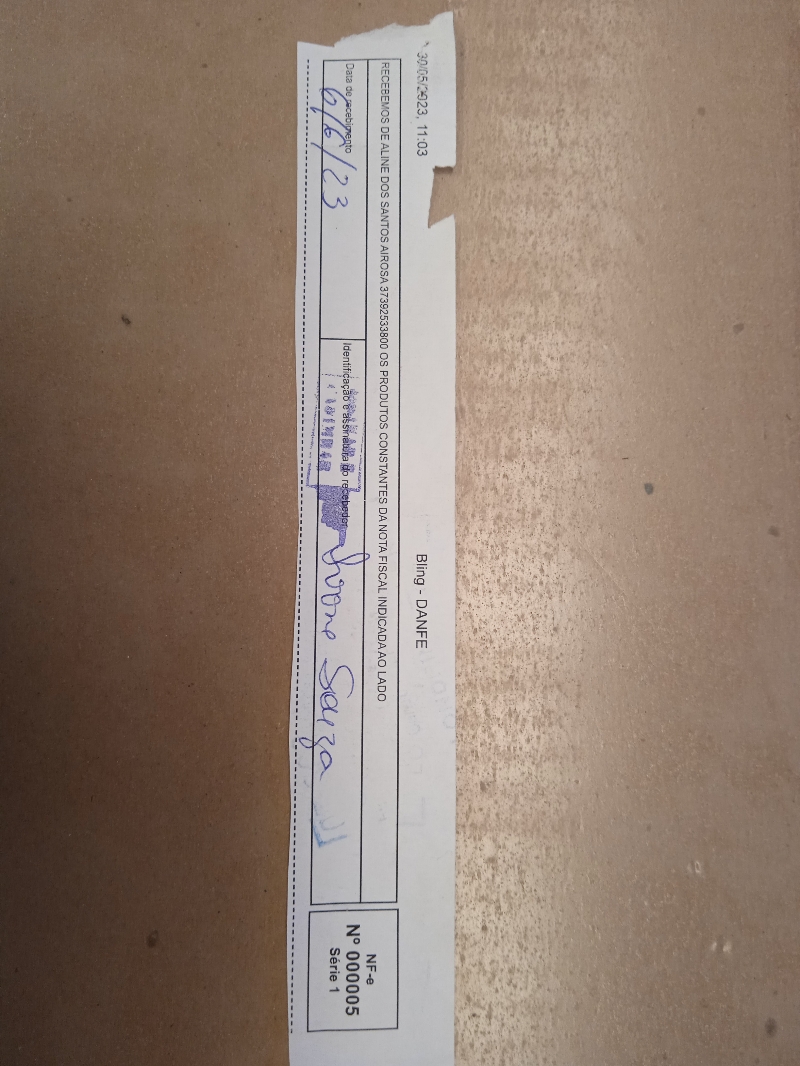 30/05/2023, 11:03
Bling - DANFE
RECEBEMOS DE ALINE DOS SANTOS AIROSA 37392533800 OS PRODUTOS CONSTANTES DA NOTA FISCAL INDICADA AO LADO
Data de recebimento
6/6/23
Identificação e assinatura do recebedor
Ivone Souza
NF-e
Nº 000005
Série 1